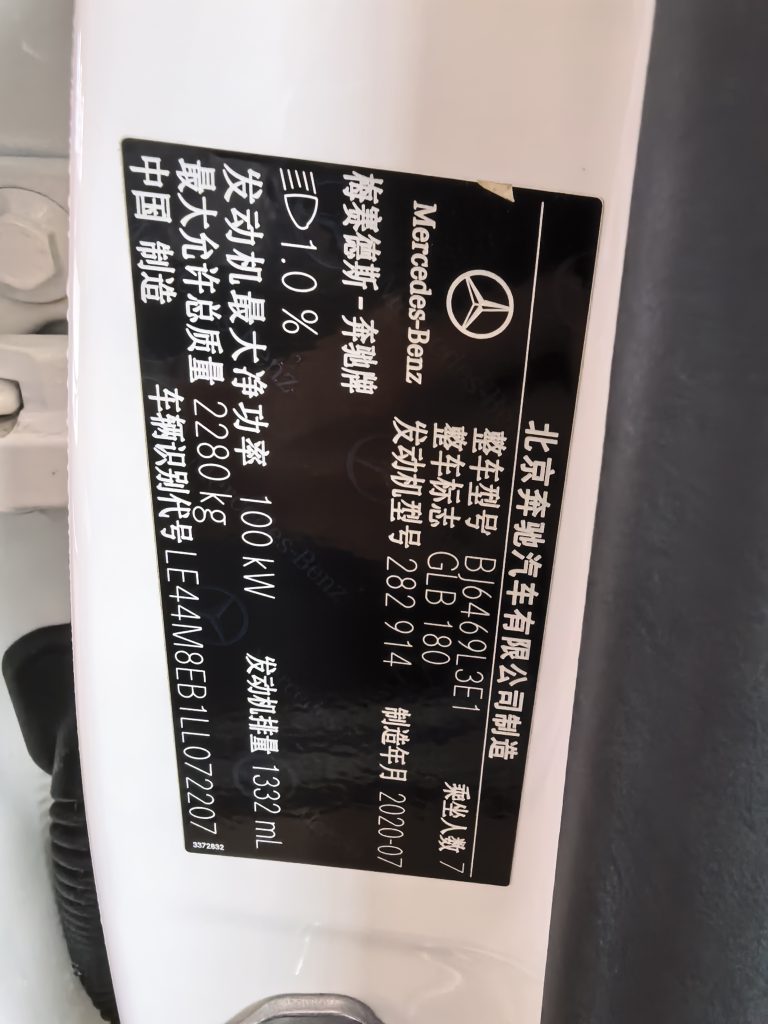 北京奔驰汽车有限公司制造
Mercedes-Benz
整车型号 BJ6469L3E1 乘坐人数 7
整车标志 GLB 180
梅赛德斯-奔驰牌 发动机型号 282 914 制造年月 2020-07
1.0 %
发动机最大净功率 100 kW 发动机排量 1332 mL
最大允许总质量 2280 kg
中国 制造 车辆识别代号 LE44M8EB1LL072207
3372832